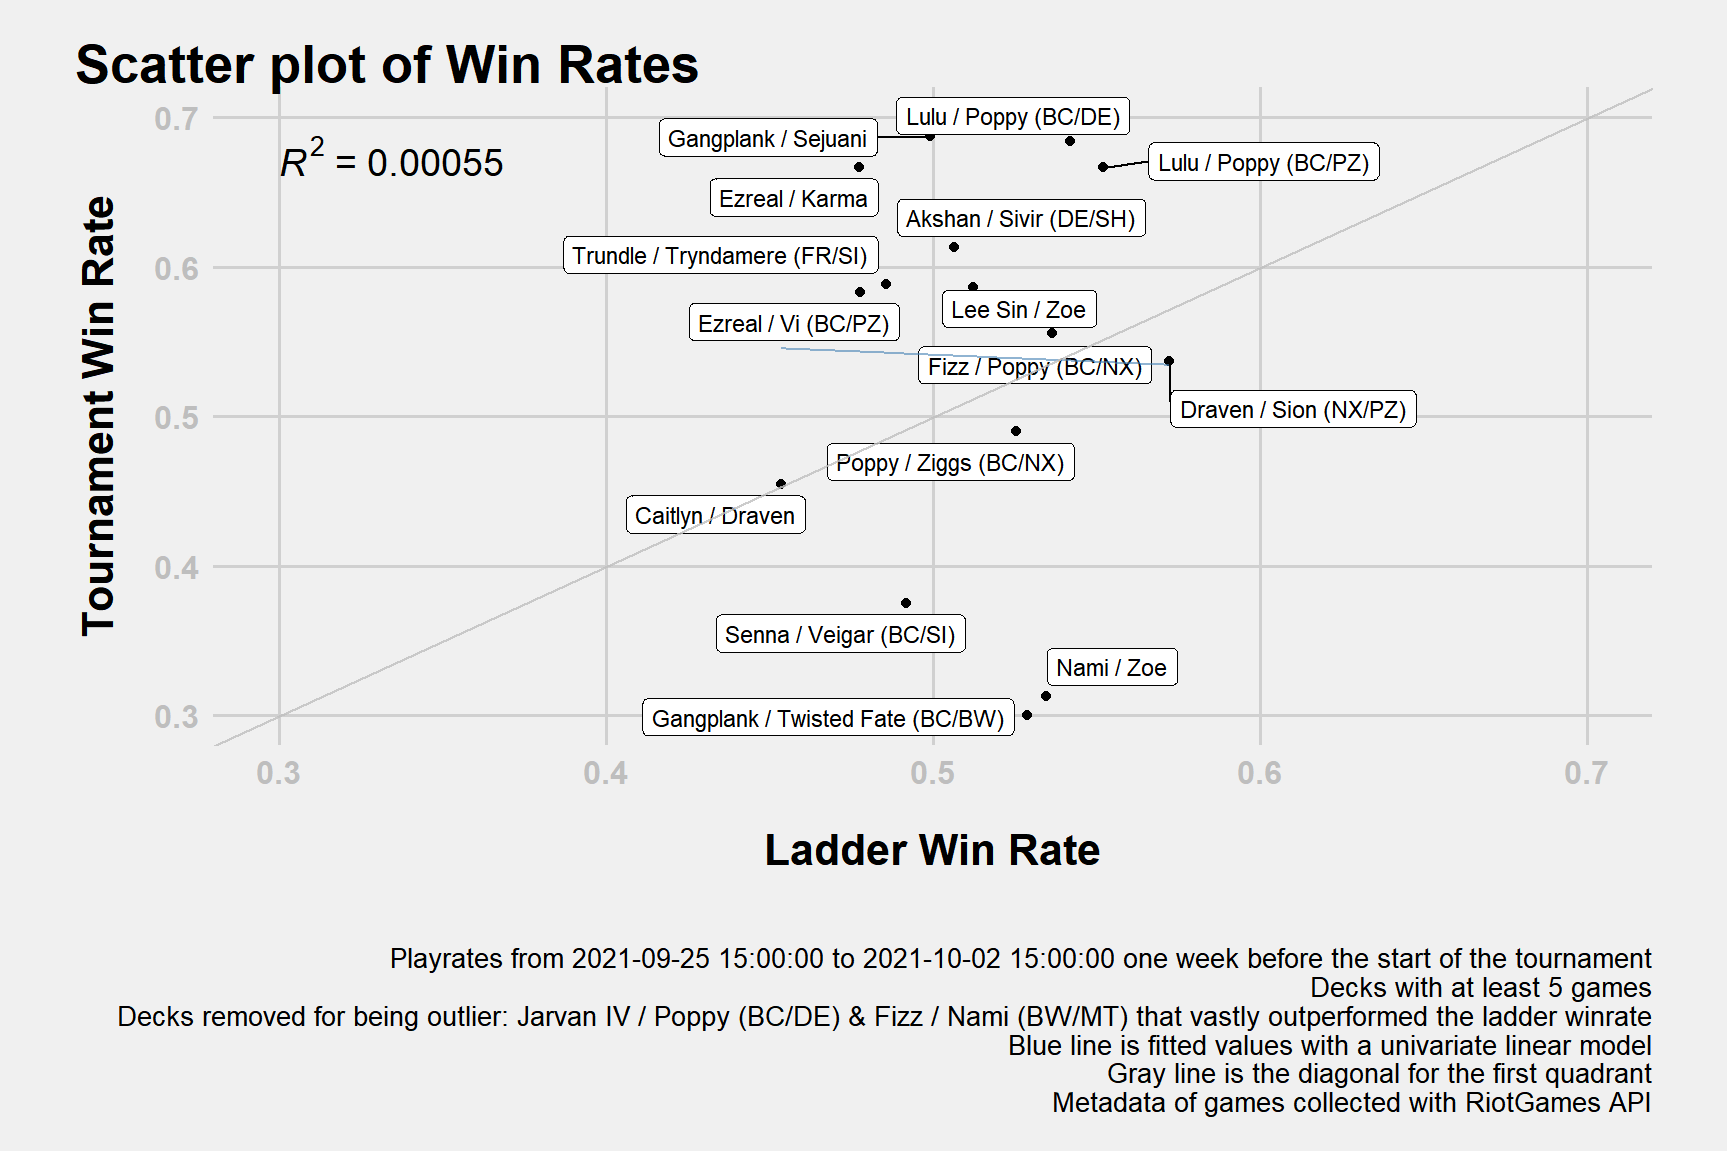 Scatter plot of Win Rates
R² = 0.00055
Tournament Win Rate
0.7
0.6
0.5
0.4
0.3
Lulu / Poppy (BC/DE)
Gangplank / Sejuani
Lulu / Poppy (BC/PZ)
Ezreal / Karma
Akshan / Sivir (DE/SH)
Trundle / Tryndamere (FR/SI)
Lee Sin / Zoe
Ezreal / Vi (BC/PZ)
Fizz / Poppy (BC/NX)
Draven / Sion (NX/PZ)
Poppy / Ziggs (BC/NX)
Caitlyn / Draven
Senna / Veigar (BC/SI)
Nami / Zoe
Gangplank / Twisted Fate (BC/BW)
0.3 0.4 0.5 0.6 0.7
Ladder Win Rate
Playrates from 2021-09-25 15:00:00 to 2021-10-02 15:00:00 one week before the start of the tournament
Decks with at least 5 games
Decks removed for being outlier: Jarvan IV / Poppy (BC/DE) & Fizz / Nami (BW/MT) that vastly outperformed the ladder winrate
Blue line is fitted values with a univariate linear model
Gray line is the diagonal for the first quadrant
Metadata of games collected with RiotGames API